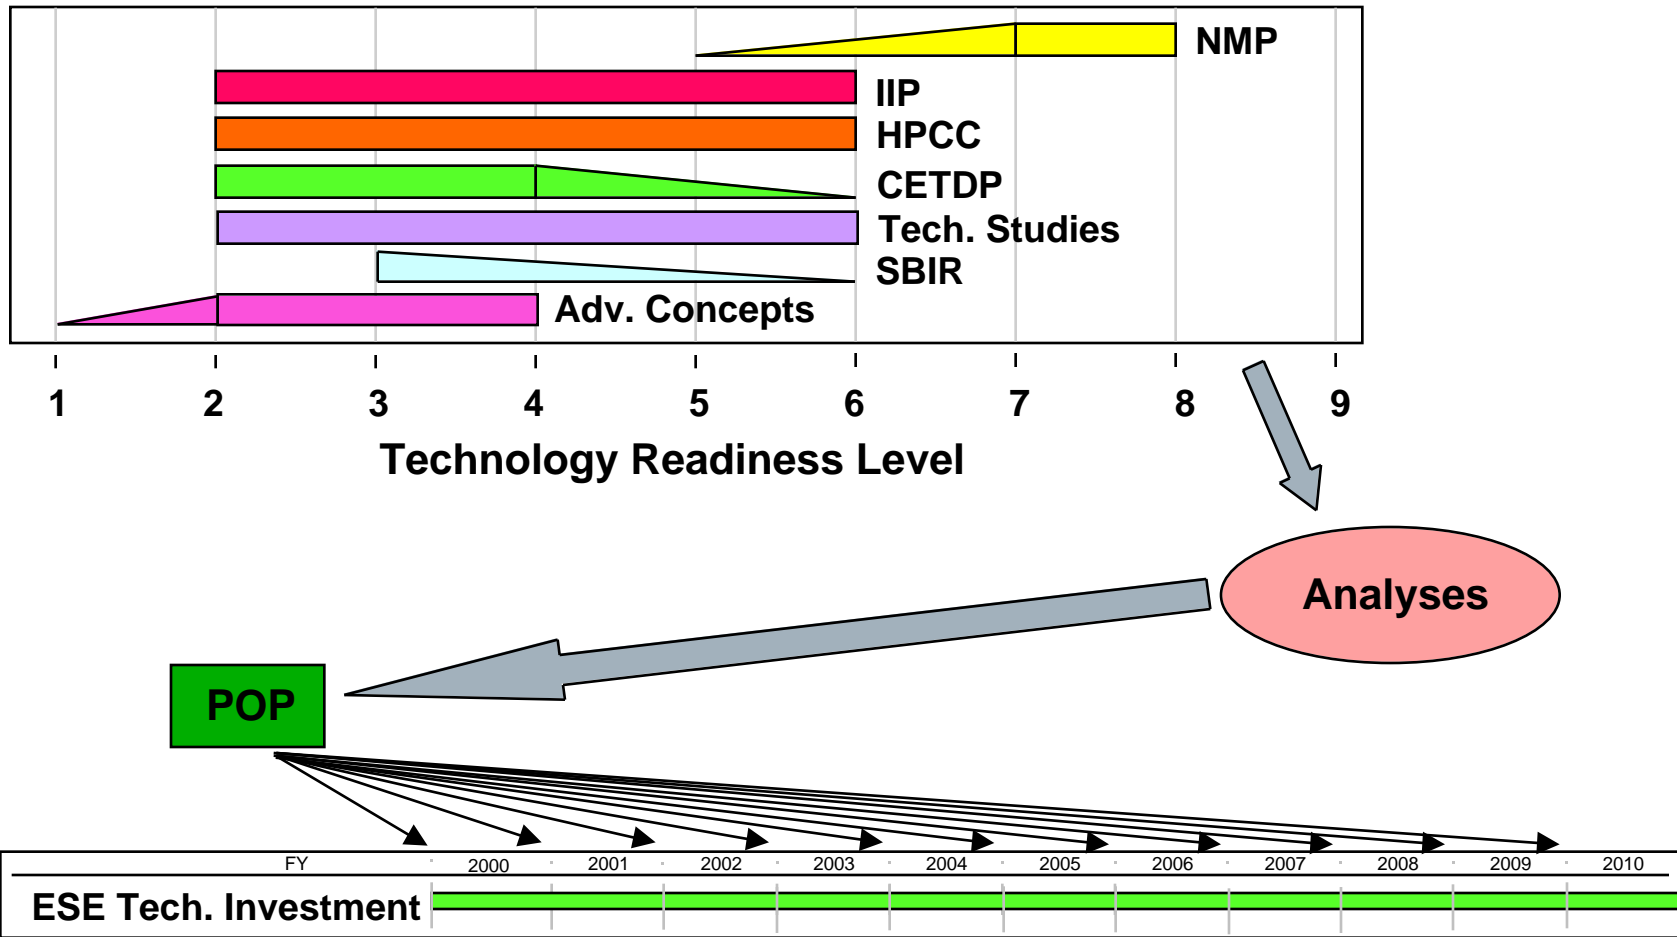 NMP
IIP
HPCC
CETDP
Tech. Studies
SBIR
Adv. Concepts
1 2 3 4 5 6 7 8 9
Technology Readiness Level
Analyses
POP
FY 2000 2001 2002 2003 2004 2005 2006 2007 2008 2009 2010
ESE Tech. Investment